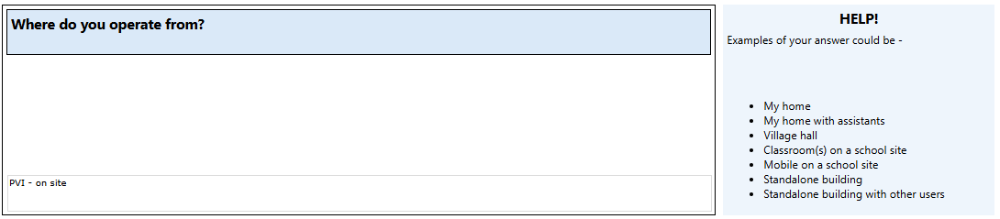 Where do you operate from?
PVI - on site
HELP!
Examples of your answer could be -
• My home
• My home with assistants
• Village hall
• Classroom(s) on a school site
• Mobile on a school site
• Standalone building
• Standalone building with other users